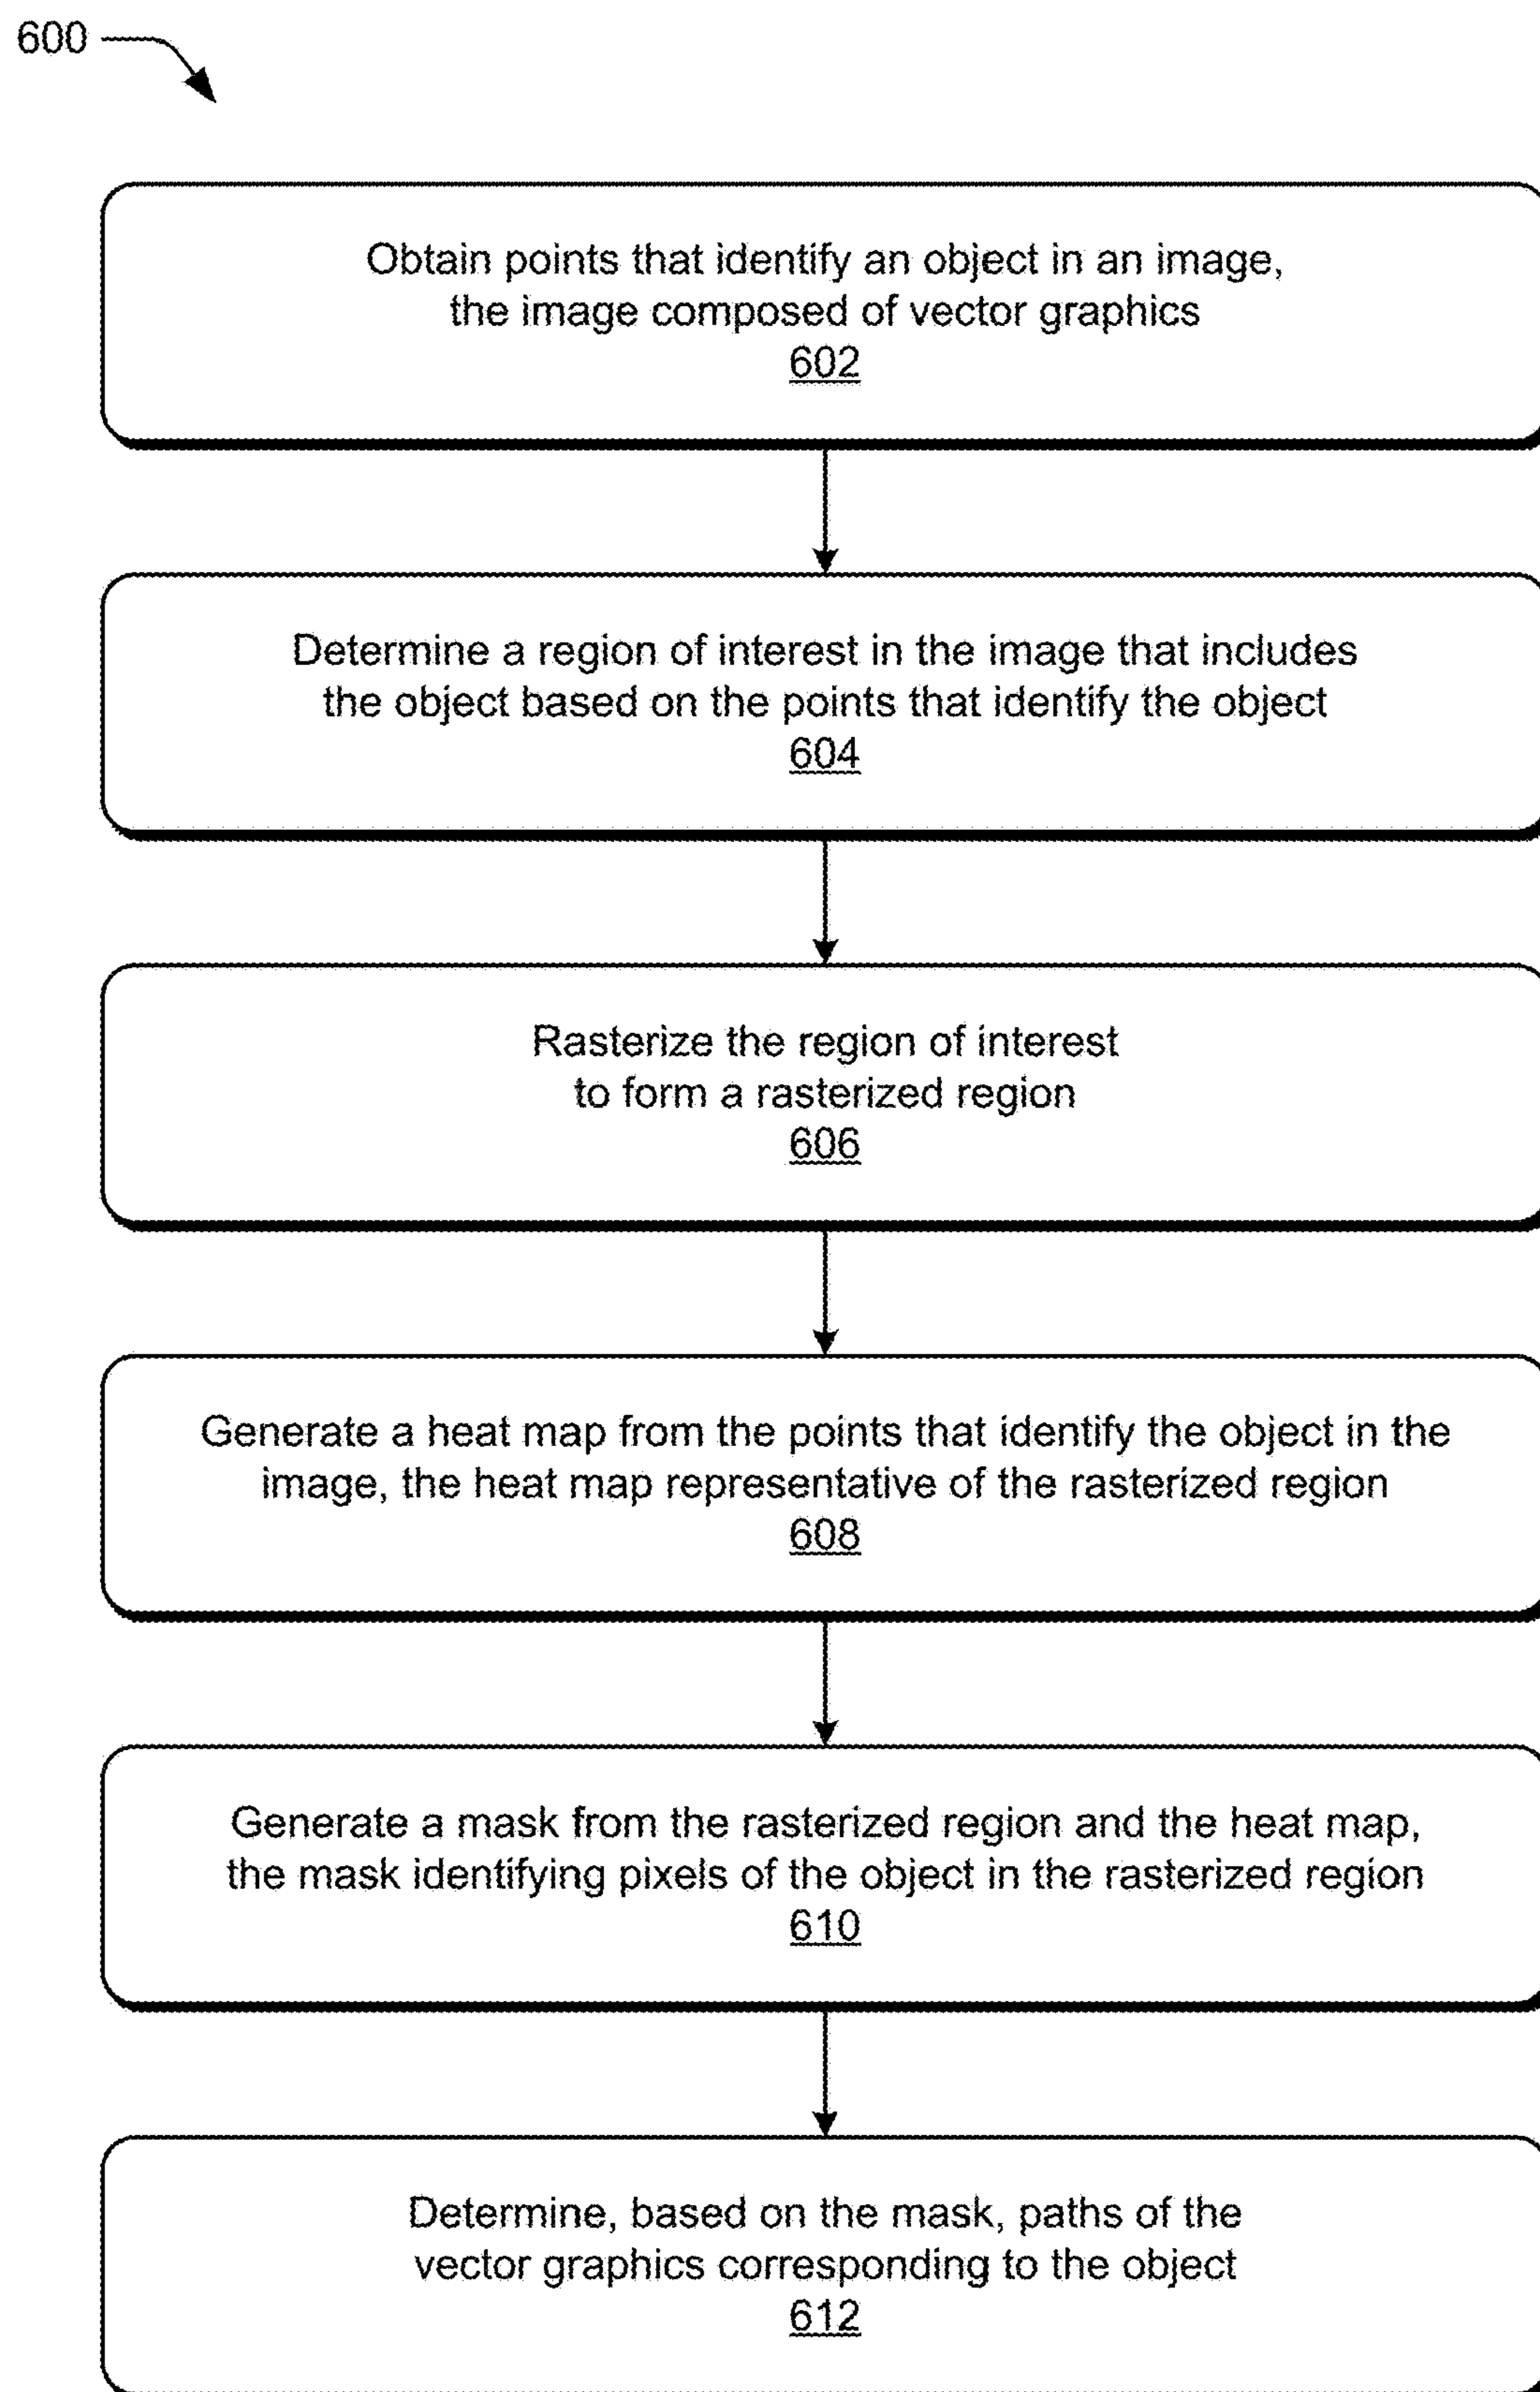 600
Obtain points that identify an object in an image,
the image composed of vector graphics
602
Determine a region of interest in the image that includes
the object based on the points that identify the object
604
Rasterize the region of interest
to form a rasterized region
606
Generate a heat map from the points that identify the object in the
image, the heat map representative of the rasterized region
608
Generate a mask from the rasterized region and the heat map,
the mask identifying pixels of the object in the rasterized region
610
Determine, based on the mask, paths of the
vector graphics corresponding to the object
612